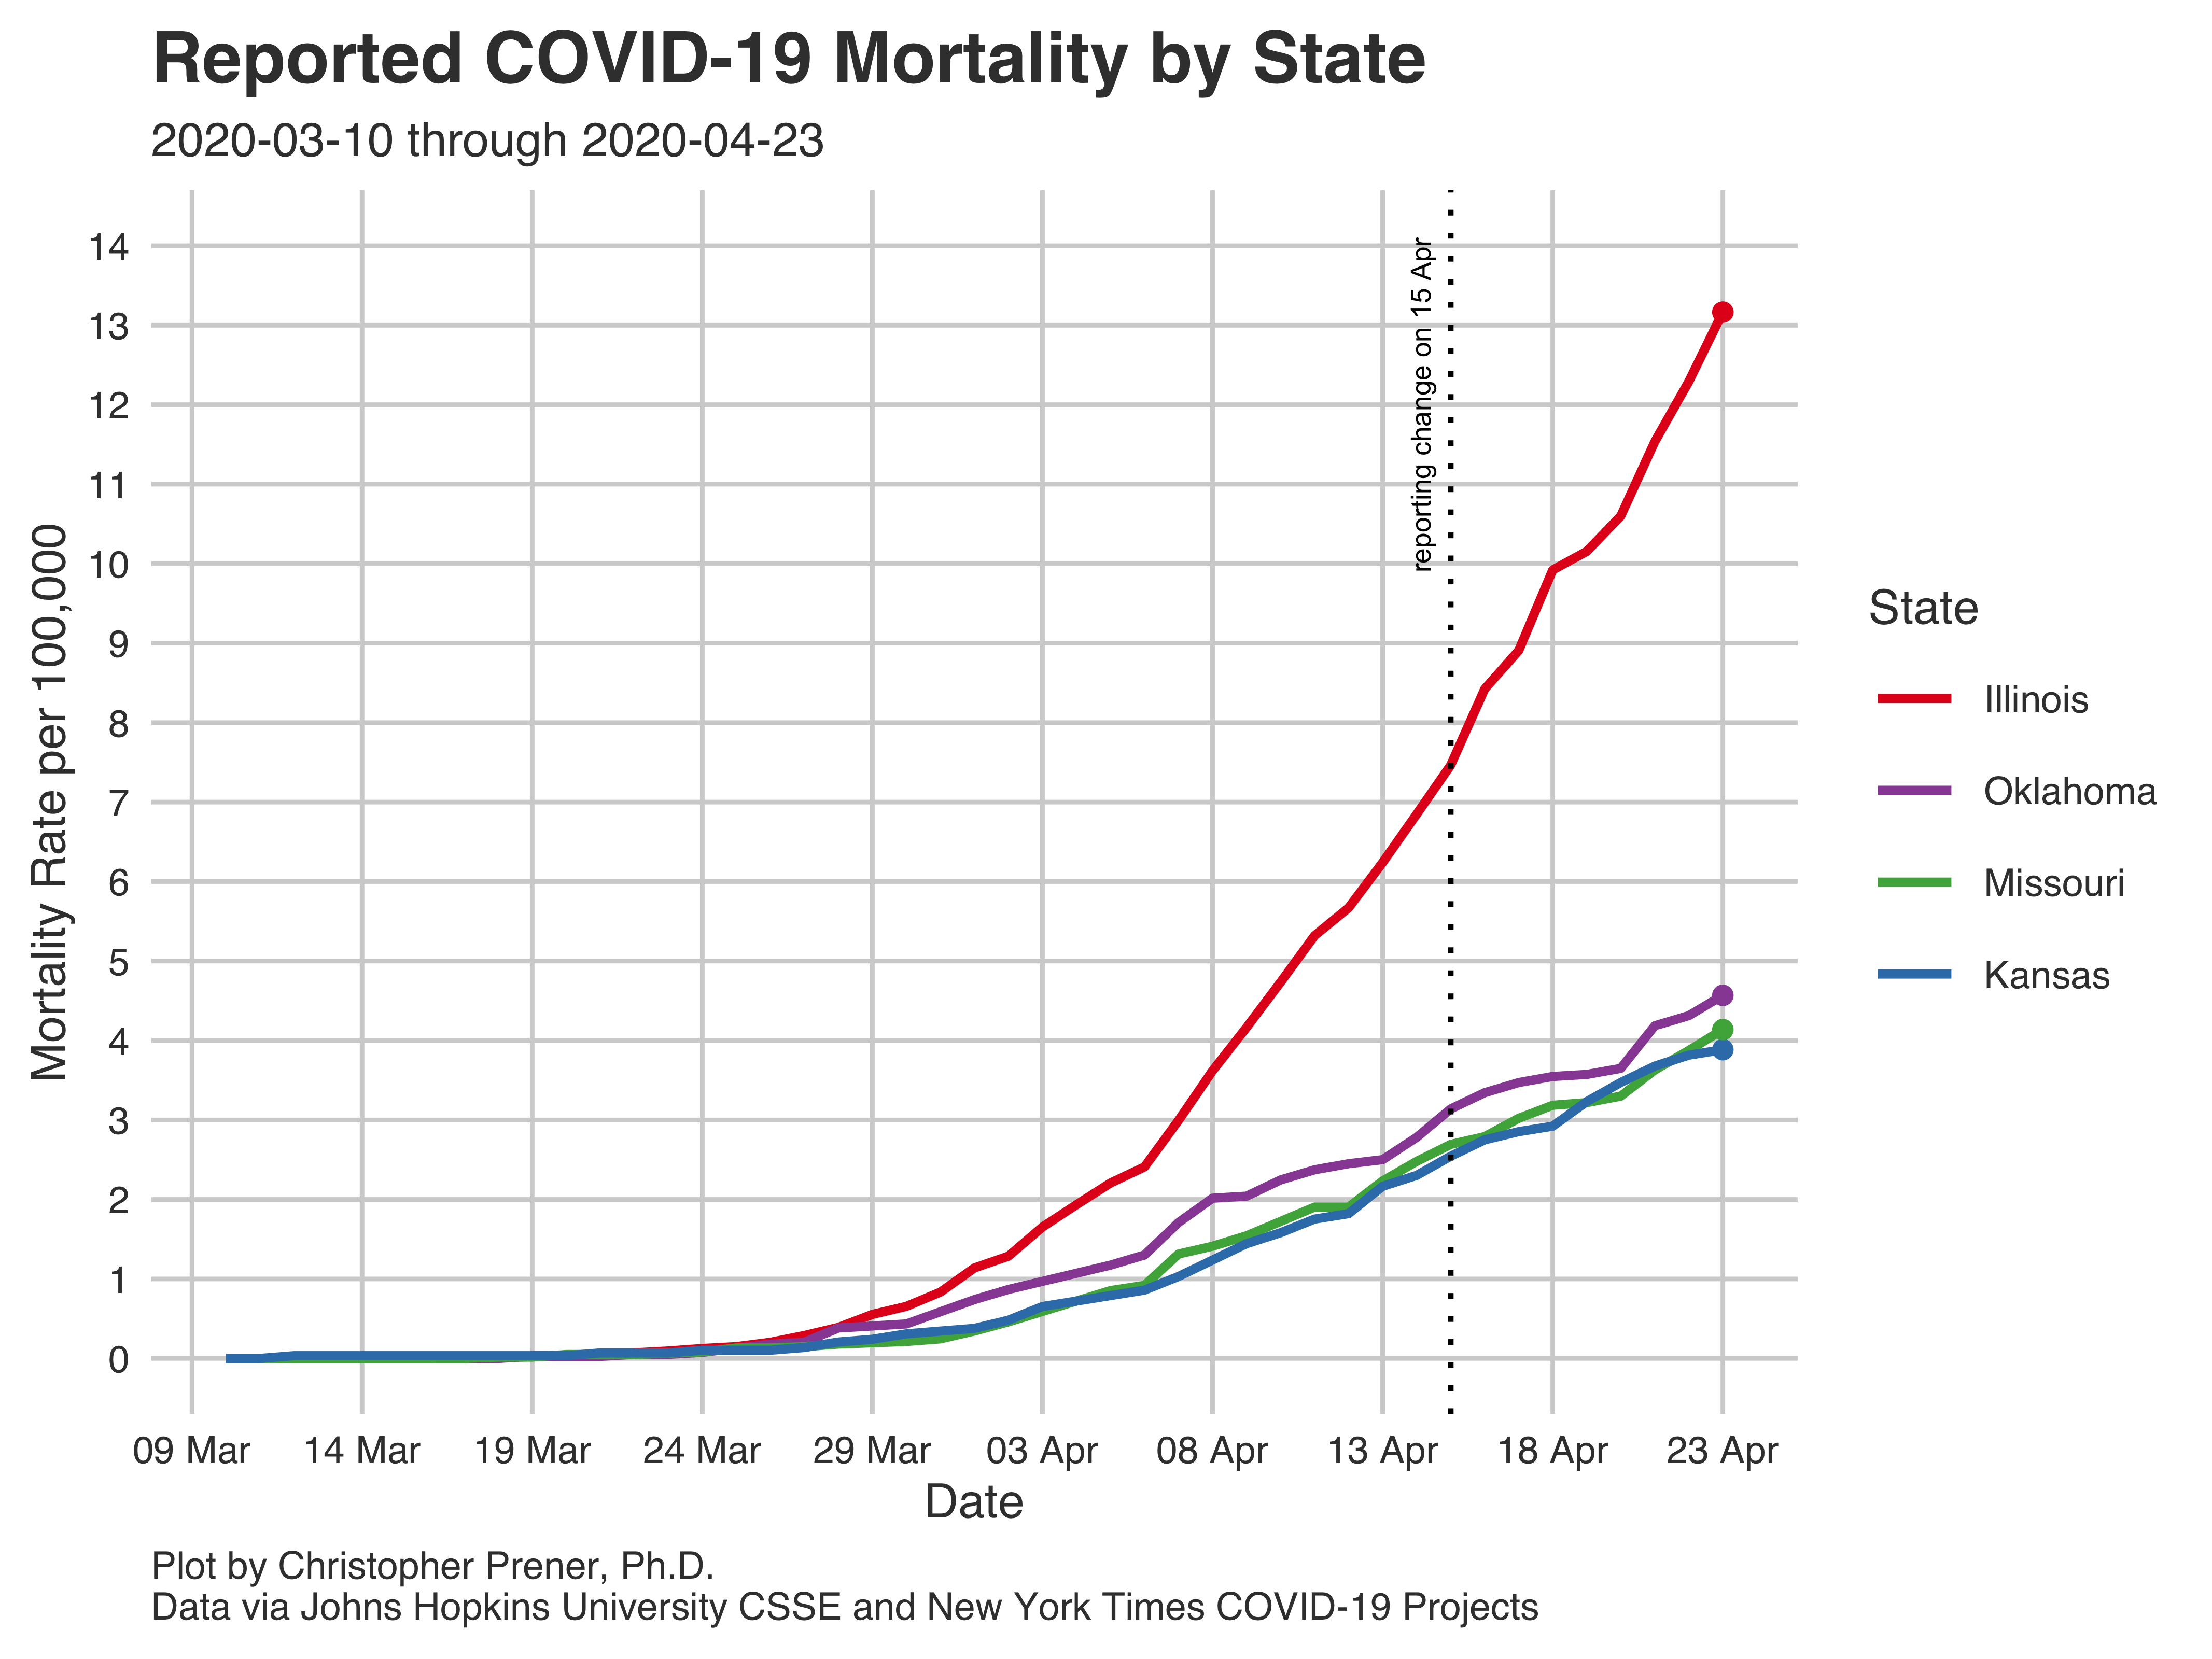 Reported COVID-19 Mortality by State
2020-03-10 through 2020-04-23
Mortality Rate per 100,000
14
13
12
11
10
9
8
7
6
5
4
3
2
1
0
reporting change on 15 Apr
State
Illinois
Oklahoma
Missouri
Kansas
09 Mar 14 Mar 19 Mar 24 Mar 29 Mar 03 Apr 08 Apr 13 Apr 18 Apr 23 Apr
Date
Plot by Christopher Prener, Ph.D.
Data via Johns Hopkins University CSSE and New York Times COVID-19 Projects